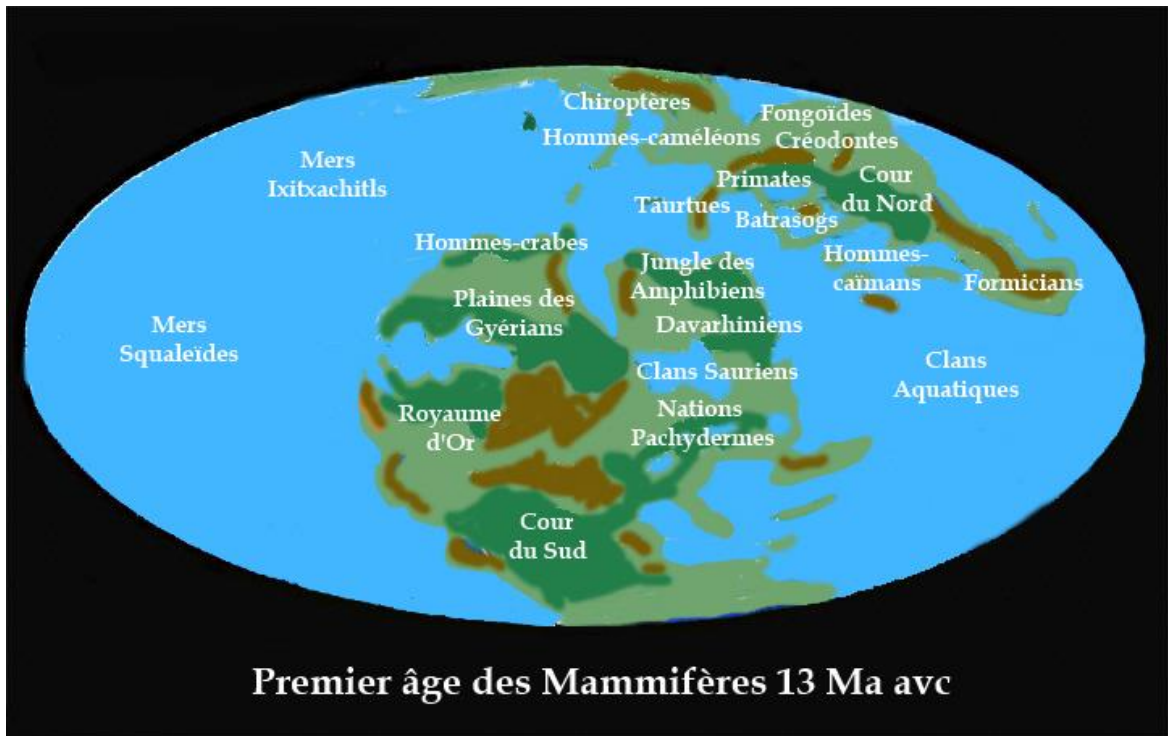 Chiroptères
Hommes-caméléons
Fongoïdes
Créodontes
Mers
Ixitxachitls
Primates
Cour
du Nord
Taurtues
Batrasogs
Hommes-crabes
Hommes-
caïmans
Jungle des
Amphibiens
Formicians
Plaines des
Gyérians
Davarhiniens
Mers
Squaleïdes
Clans Sauriens
Clans
Aquatiques
Royaume
d'Or
Nations
Pachydermes
Cour
du Sud
Premier âge des Mammifères 13 Ma avc